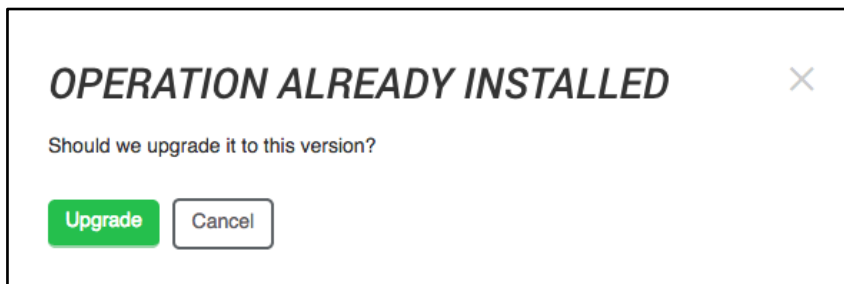 OPERATION ALREADY INSTALLED
Should we upgrade it to this version?
Upgrade Cancel